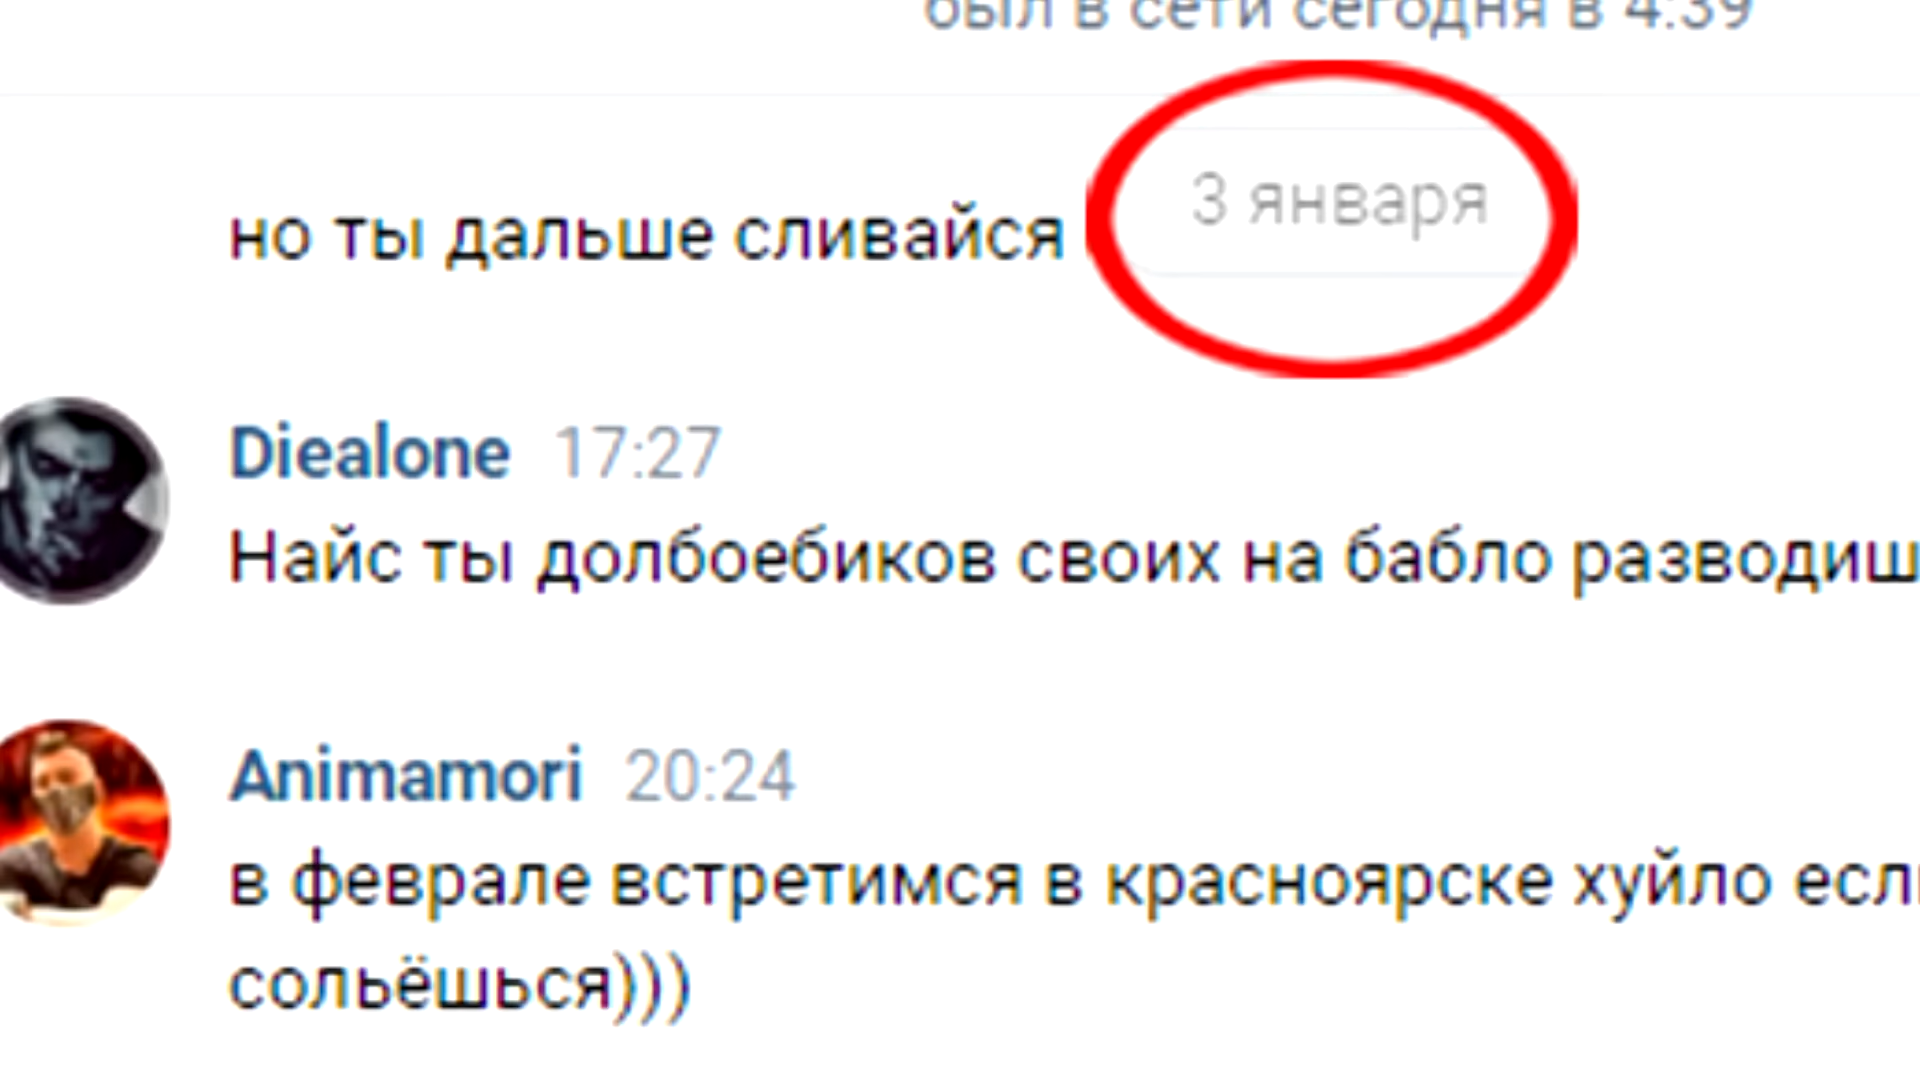 был в сети сегодня в 4:39
3 января
но ты дальше сливайся
Diealone 17:27
Найс ты долбоебиков своих на бабло разводиш
Animamori 20:24
в феврале встретимся в красноярске хуйло если
сольёшься)))